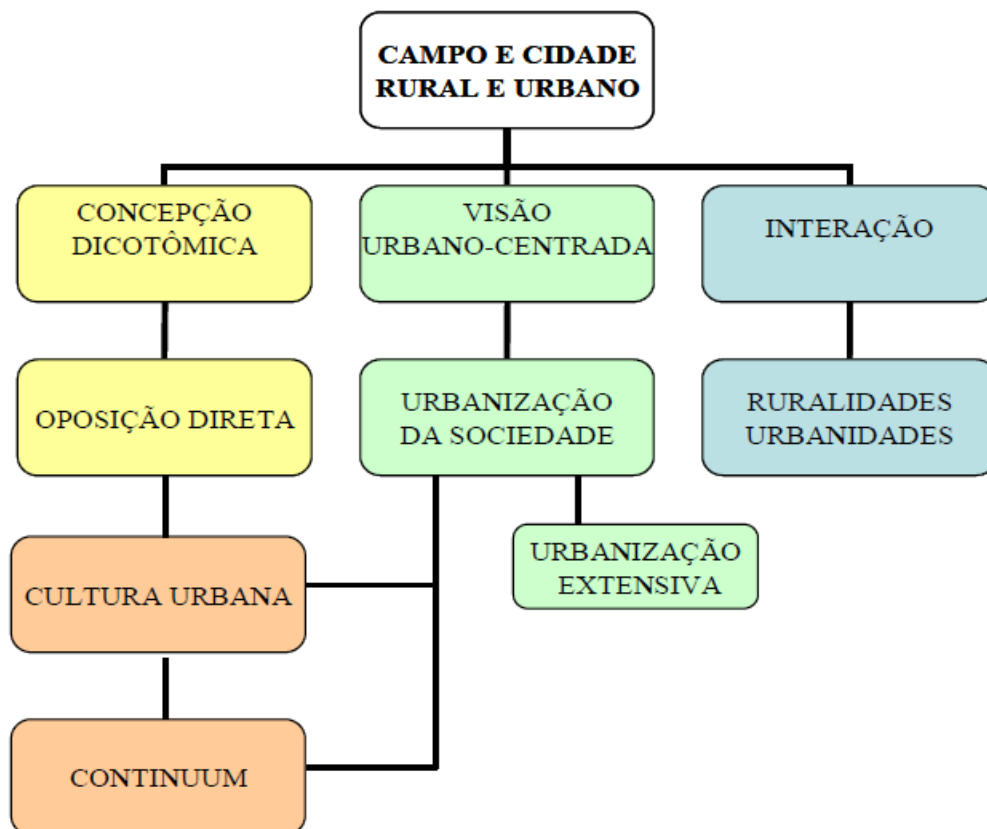 CAMPO E CIDADE
RURAL E URBANO
CONCEPÇÃO
DICOTÔMICA
VISÃO
URBANO-CENTRADA
INTERAÇÃO
OPOSIÇÃO DIRETA
URBANIZAÇÃO
DA SOCIEDADE
RURALIDADES
URBANIDADES
CULTURA URBANA
URBANIZAÇÃO
EXTENSIVA
CONTINUUM